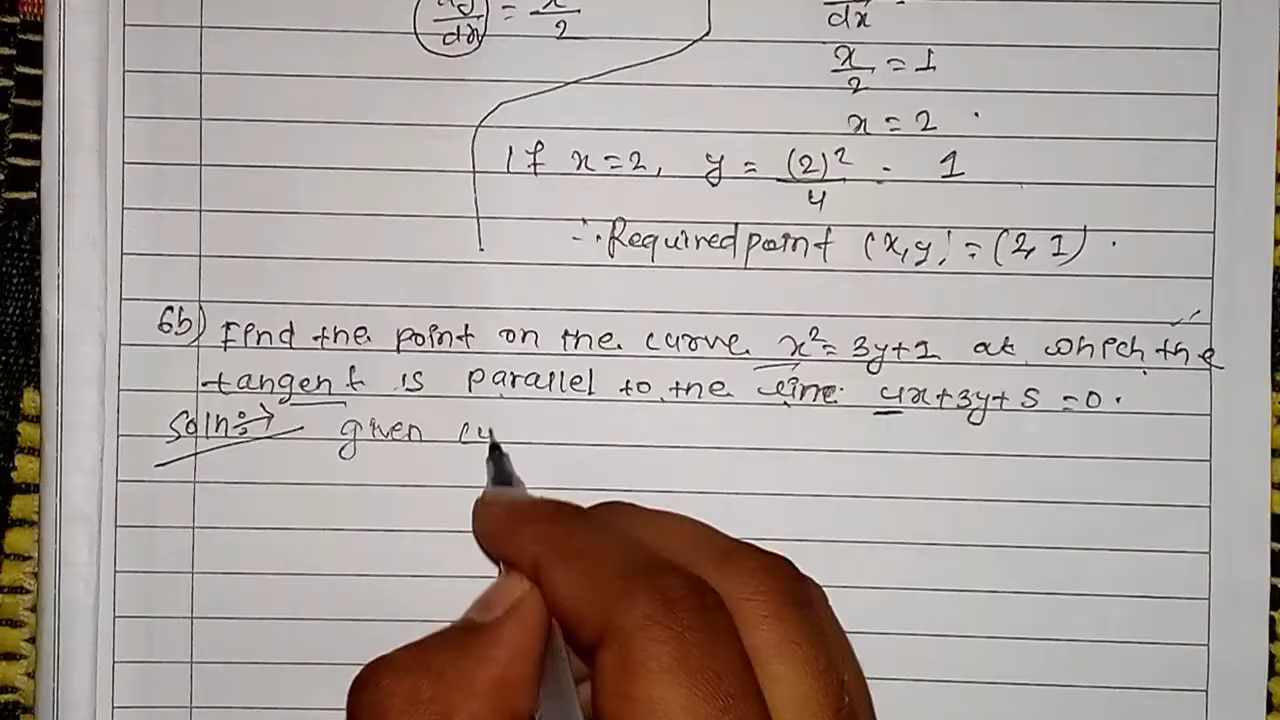 dy/dx = x/2
dx
x/2 = 1
x = 2 .
If x=2, y = (2)²/4 = 1
∴ Required point (x,y) = (2,1) .
6b) Find the point on the curve x²=3y+1 at which the
tangent is parallel to the line 4x+3y+5=0.
Soln:→ given cu